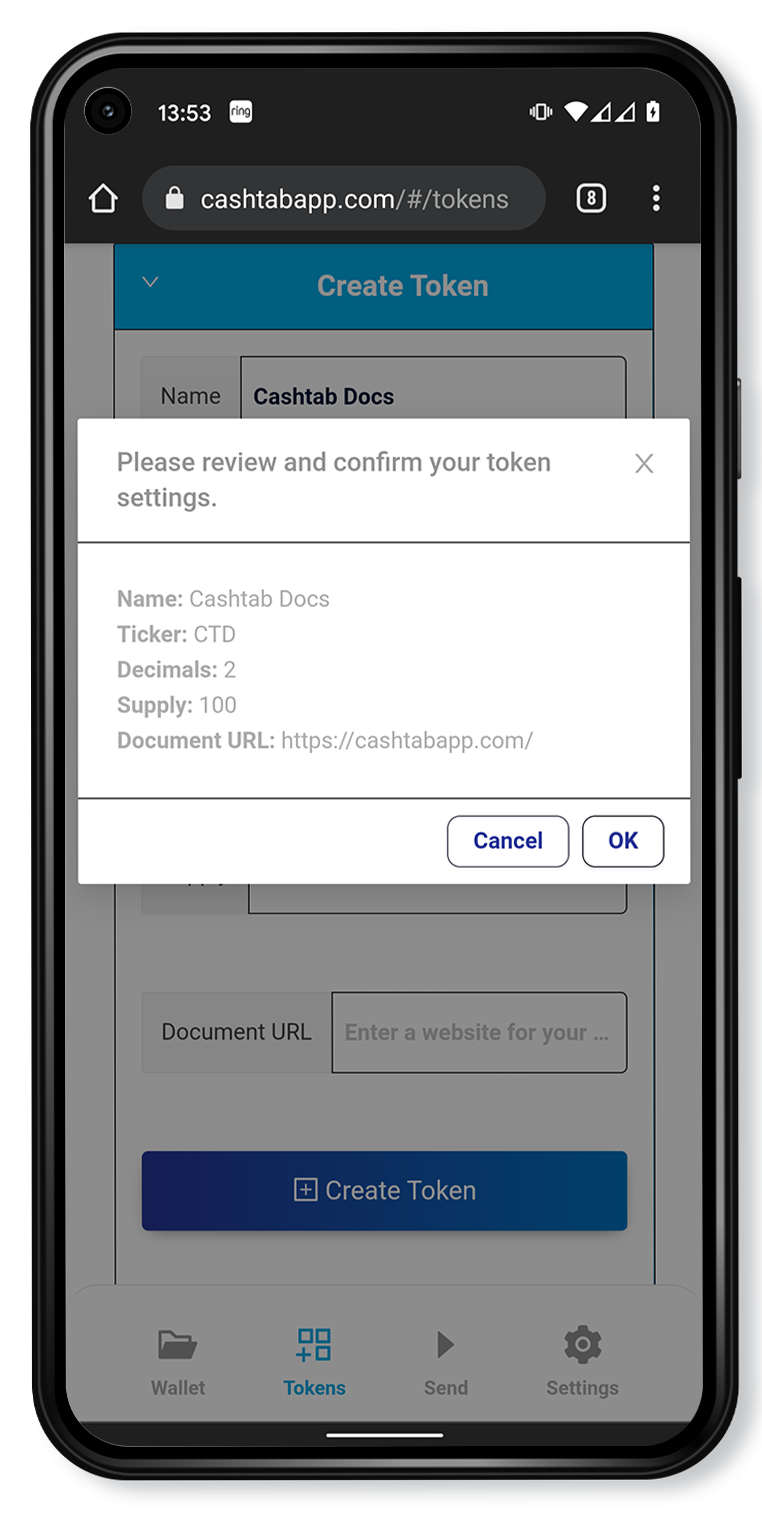 13:53 ring
cashtabapp.com/#/tokens 8
Create Token
Name Cashtab Docs
Please review and confirm your token
settings.
Name: Cashtab Docs
Ticker: CTD
Decimals: 2
Supply: 100
Document URL: https://cashtabapp.com/
Cancel OK
Document URL Enter a website for your ...
Create Token
Wallet Tokens Send Settings